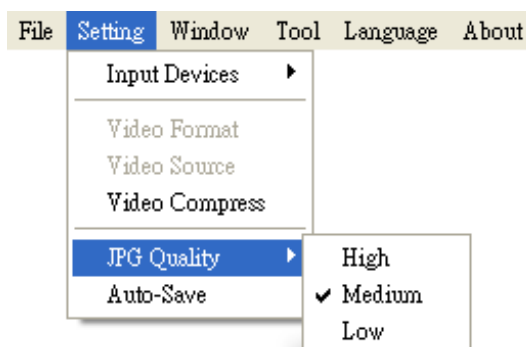 File Setting Window Tool Language About
Input Devices
Video Format
Video Source
Video Compress
JPG Quality
High
Auto-Save
Medium
Low